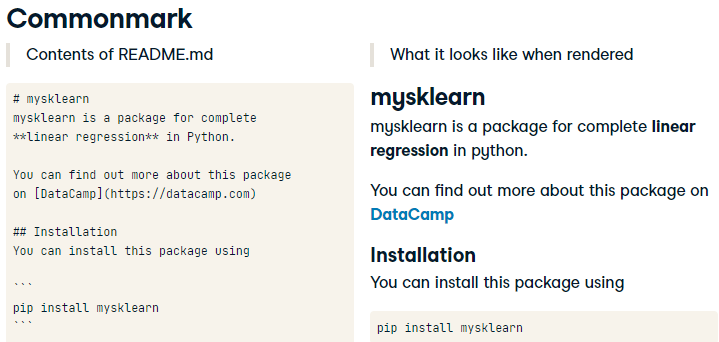 Commonmark
Contents of README.md
# mysklearn
mysklearn is a package for complete
**linear regression** in Python.
You can find out more about this package
on [DataCamp](https://datacamp.com)
## Installation
You can install this package using
```
pip install mysklearn
```
What it looks like when rendered
mysklearn
mysklearn is a package for complete linear
regression in python.
You can find out more about this package on
DataCamp
Installation
You can install this package using
pip install mysklearn